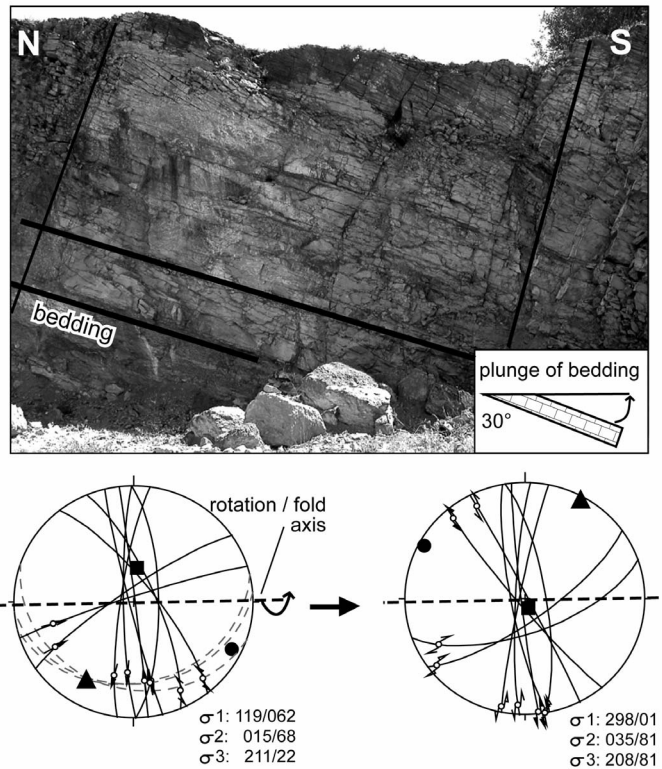 N
S
bedding
plunge of bedding
30°
rotation / fold
axis
σ1: 119/062
σ2: 015/68
σ3: 211/22
σ1: 298/01
σ2: 035/81
σ3: 208/81